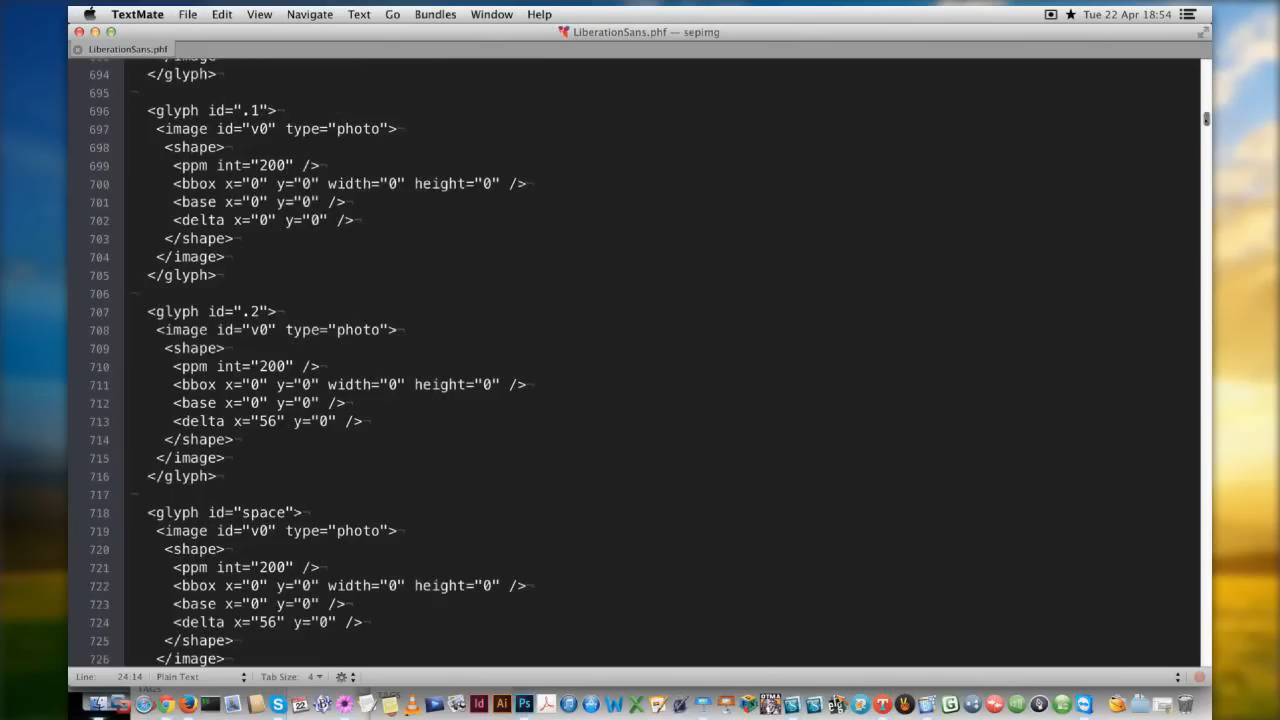 TextMate File Edit View Navigate Text Go Bundles Window Help Tue 22 Apr 18:54
LiberationSans.phf — sepimg
LiberationSans.phf
694 </glyph>
695
696 <glyph id=".1">
697 <image id="v0" type="photo">
698 <shape>
699 <ppm int="200" />
700 <bbox x="0" y="0" width="0" height="0" />
701 <base x="0" y="0" />
702 <delta x="0" y="0" />
703 </shape>
704 </image>
705 </glyph>
706
707 <glyph id=".2">
708 <image id="v0" type="photo">
709 <shape>
710 <ppm int="200" />
711 <bbox x="0" y="0" width="0" height="0" />
712 <base x="0" y="0" />
713 <delta x="56" y="0" />
714 </shape>
715 </image>
716 </glyph>
717
718 <glyph id="space">
719 <image id="v0" type="photo">
720 <shape>
721 <ppm int="200" />
722 <bbox x="0" y="0" width="0" height="0" />
723 <base x="0" y="0" />
724 <delta x="56" y="0" />
725 </shape>
726 </image>
Line: 24:14 Plain Text Tab Size: 4